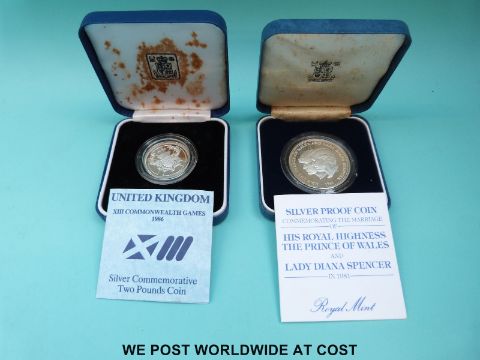 UNITED KINGDOM
XIII COMMONWEALTH GAMES
1986
Silver Commemorative
Two Pounds Coin
SILVER PROOF COIN
COMMEMORATING THE MARRIAGE
OF
HIS ROYAL HIGHNESS
THE PRINCE OF WALES
AND
LADY DIANA SPENCER
IN 1981
Royal Mint
WE POST WORLDWIDE AT COST